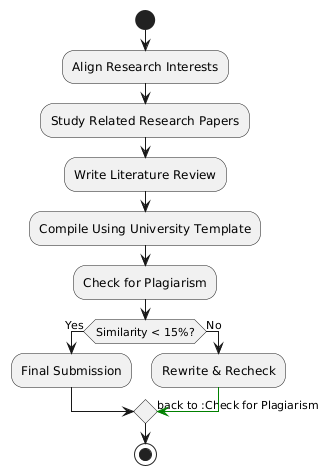 Align Research Interests
Study Related Research Papers
Write Literature Review
Compile Using University Template
Check for Plagiarism
Yes
Similarity < 15%?
No
Final Submission
Rewrite & Recheck
back to :Check for Plagiarism